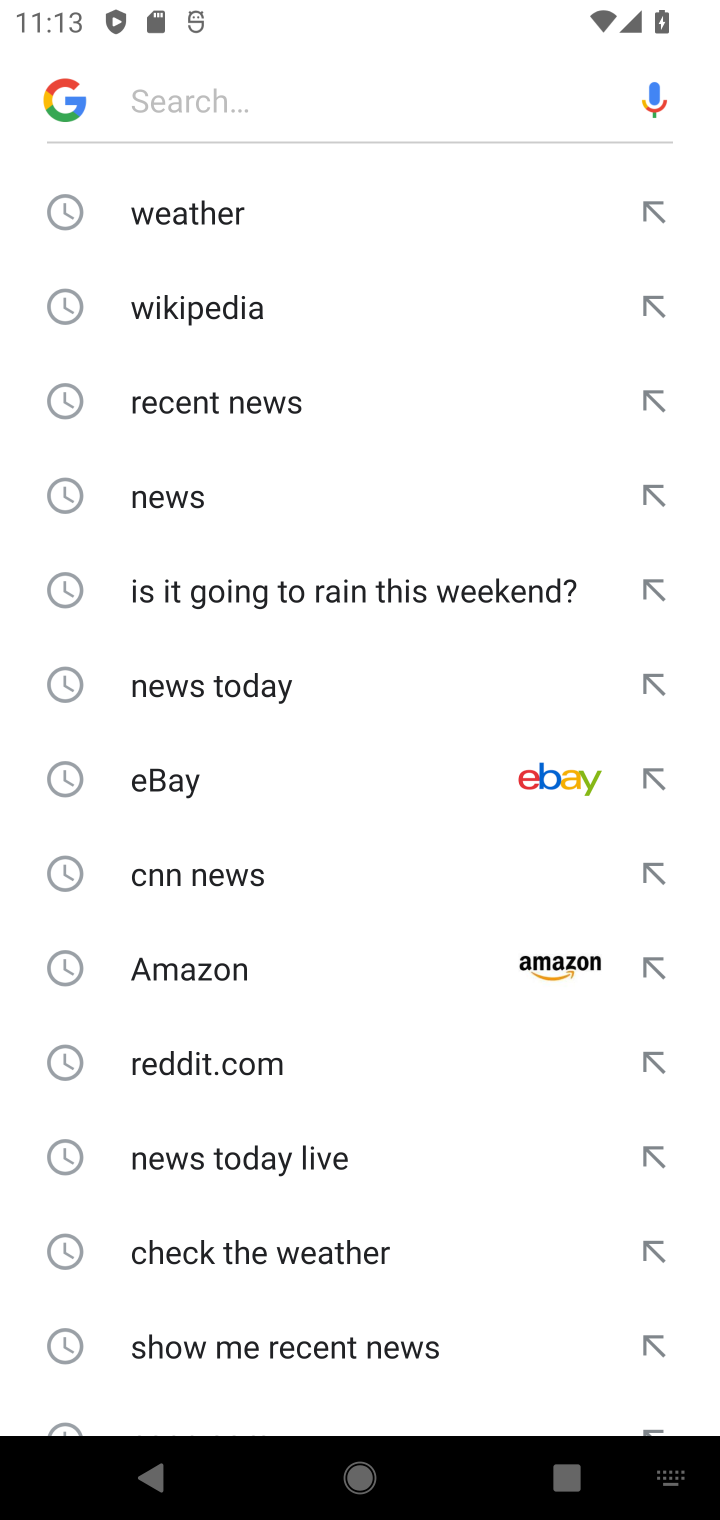 11:13
Search…
weather
wikipedia
recent news
news
is it going to rain this weekend?
news today
eBay ebay
cnn news
Amazon amazon
reddit.com
news today live
check the weather
show me recent news